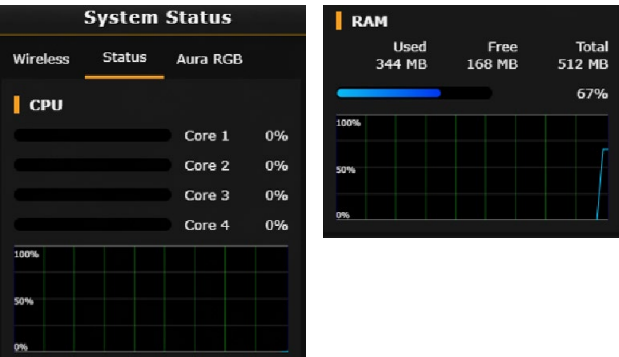 System Status
Wireless Status Aura RGB
CPU
Core 1 0%
Core 2 0%
Core 3 0%
Core 4 0%
100%
50%
0%
RAM
Used Free Total
344 MB 168 MB 512 MB
67%
100%
50%
0%